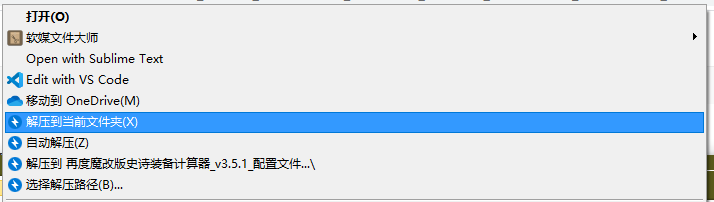 打开(O)
软媒文件大师
Open with Sublime Text
Edit with VS Code
移动到 OneDrive(M)
解压到当前文件夹(X)
自动解压(Z)
解压到 再度魔改版史诗装备计算器_v3.5.1_配置文件...\
选择解压路径(B)...